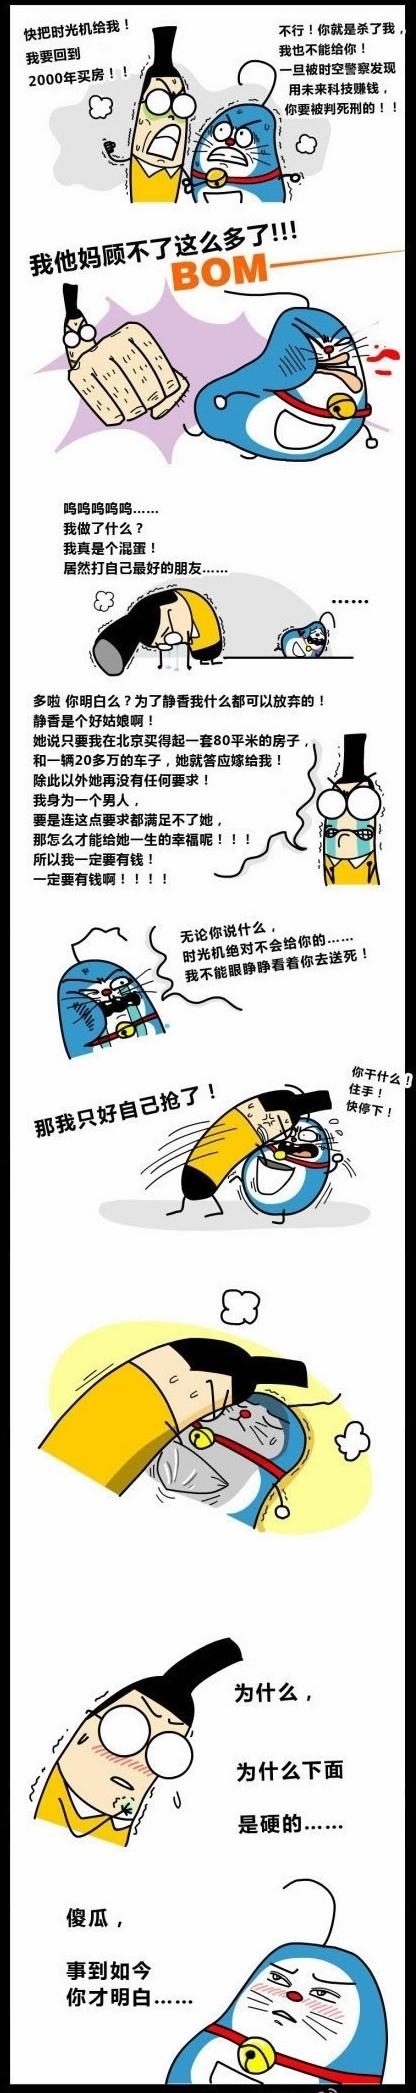 快把时光机给我！
我要回到
2000年买房！！
不行！你就是杀了我，
我也不能给你！
一旦被时空警察发现
用未来科技赚钱，
你要被判死刑的！！
我他妈顾不了这么多了!!!
BOM
呜呜呜呜呜……
我做了什么？
我真是个混蛋！
居然打自己最好的朋友……
……
多啦 你明白么？为了静香我什么都可以放弃的！
静香是个好姑娘啊！
她说只要我在北京买得起一套80平米的房子，
和一辆20多万的车子，她就答应嫁给我！
除此以外她再没有任何要求！
我身为一个男人，
要是连这点要求都满足不了她，
那怎么才能给她一生的幸福呢！！！
所以我一定要有钱！
一定要有钱啊！！！！
无论你说什么，
时光机绝对不会给你的……
我不能眼睁睁看着你去送死！
那我只好自己抢了！
你干什么！
住手！
快停下！
为什么，
为什么下面
是硬的……
傻瓜，
事到如今
你才明白……